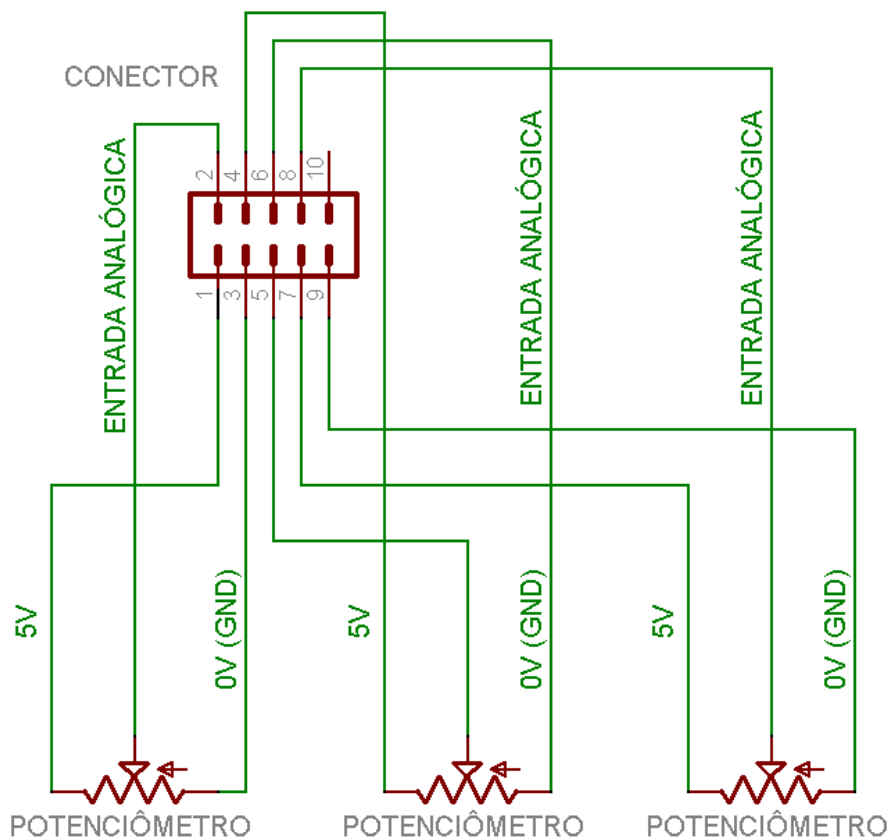 CONECTOR
2 4 6 8 10
1 3 5 7 9
ENTRADA ANALÓGICA
ENTRADA ANALÓGICA
ENTRADA ANALÓGICA
5V
0V (GND)
5V
0V (GND)
5V
0V (GND)
POTENCIÔMETRO
POTENCIÔMETRO
POTENCIÔMETRO